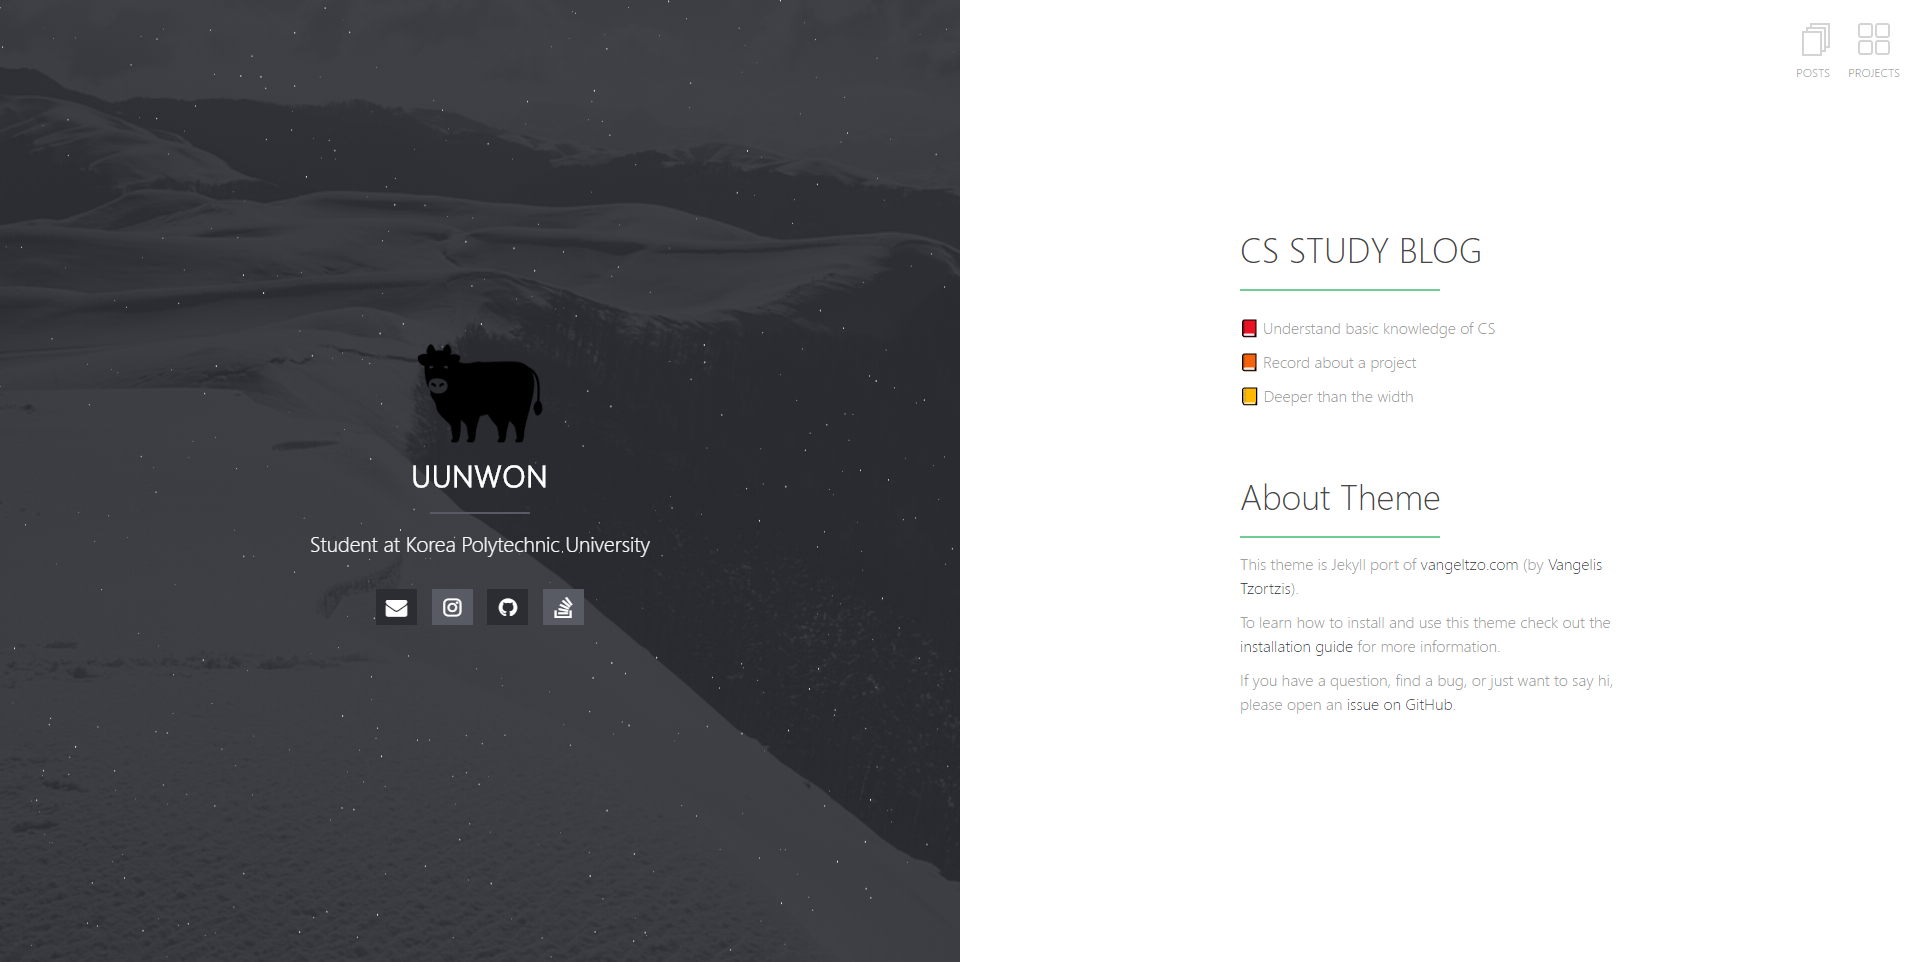 POSTS PROJECTS
UUNWON
Student at Korea Polytechnic University
CS STUDY BLOG
Understand basic knowledge of CS
Record about a project
Deeper than the width
About Theme
This theme is Jekyll port of vangeltzo.com (by Vangelis
Tzortzis).
To learn how to install and use this theme check out the
installation guide for more information.
If you have a question, find a bug, or just want to say hi,
please open an issue on GitHub.